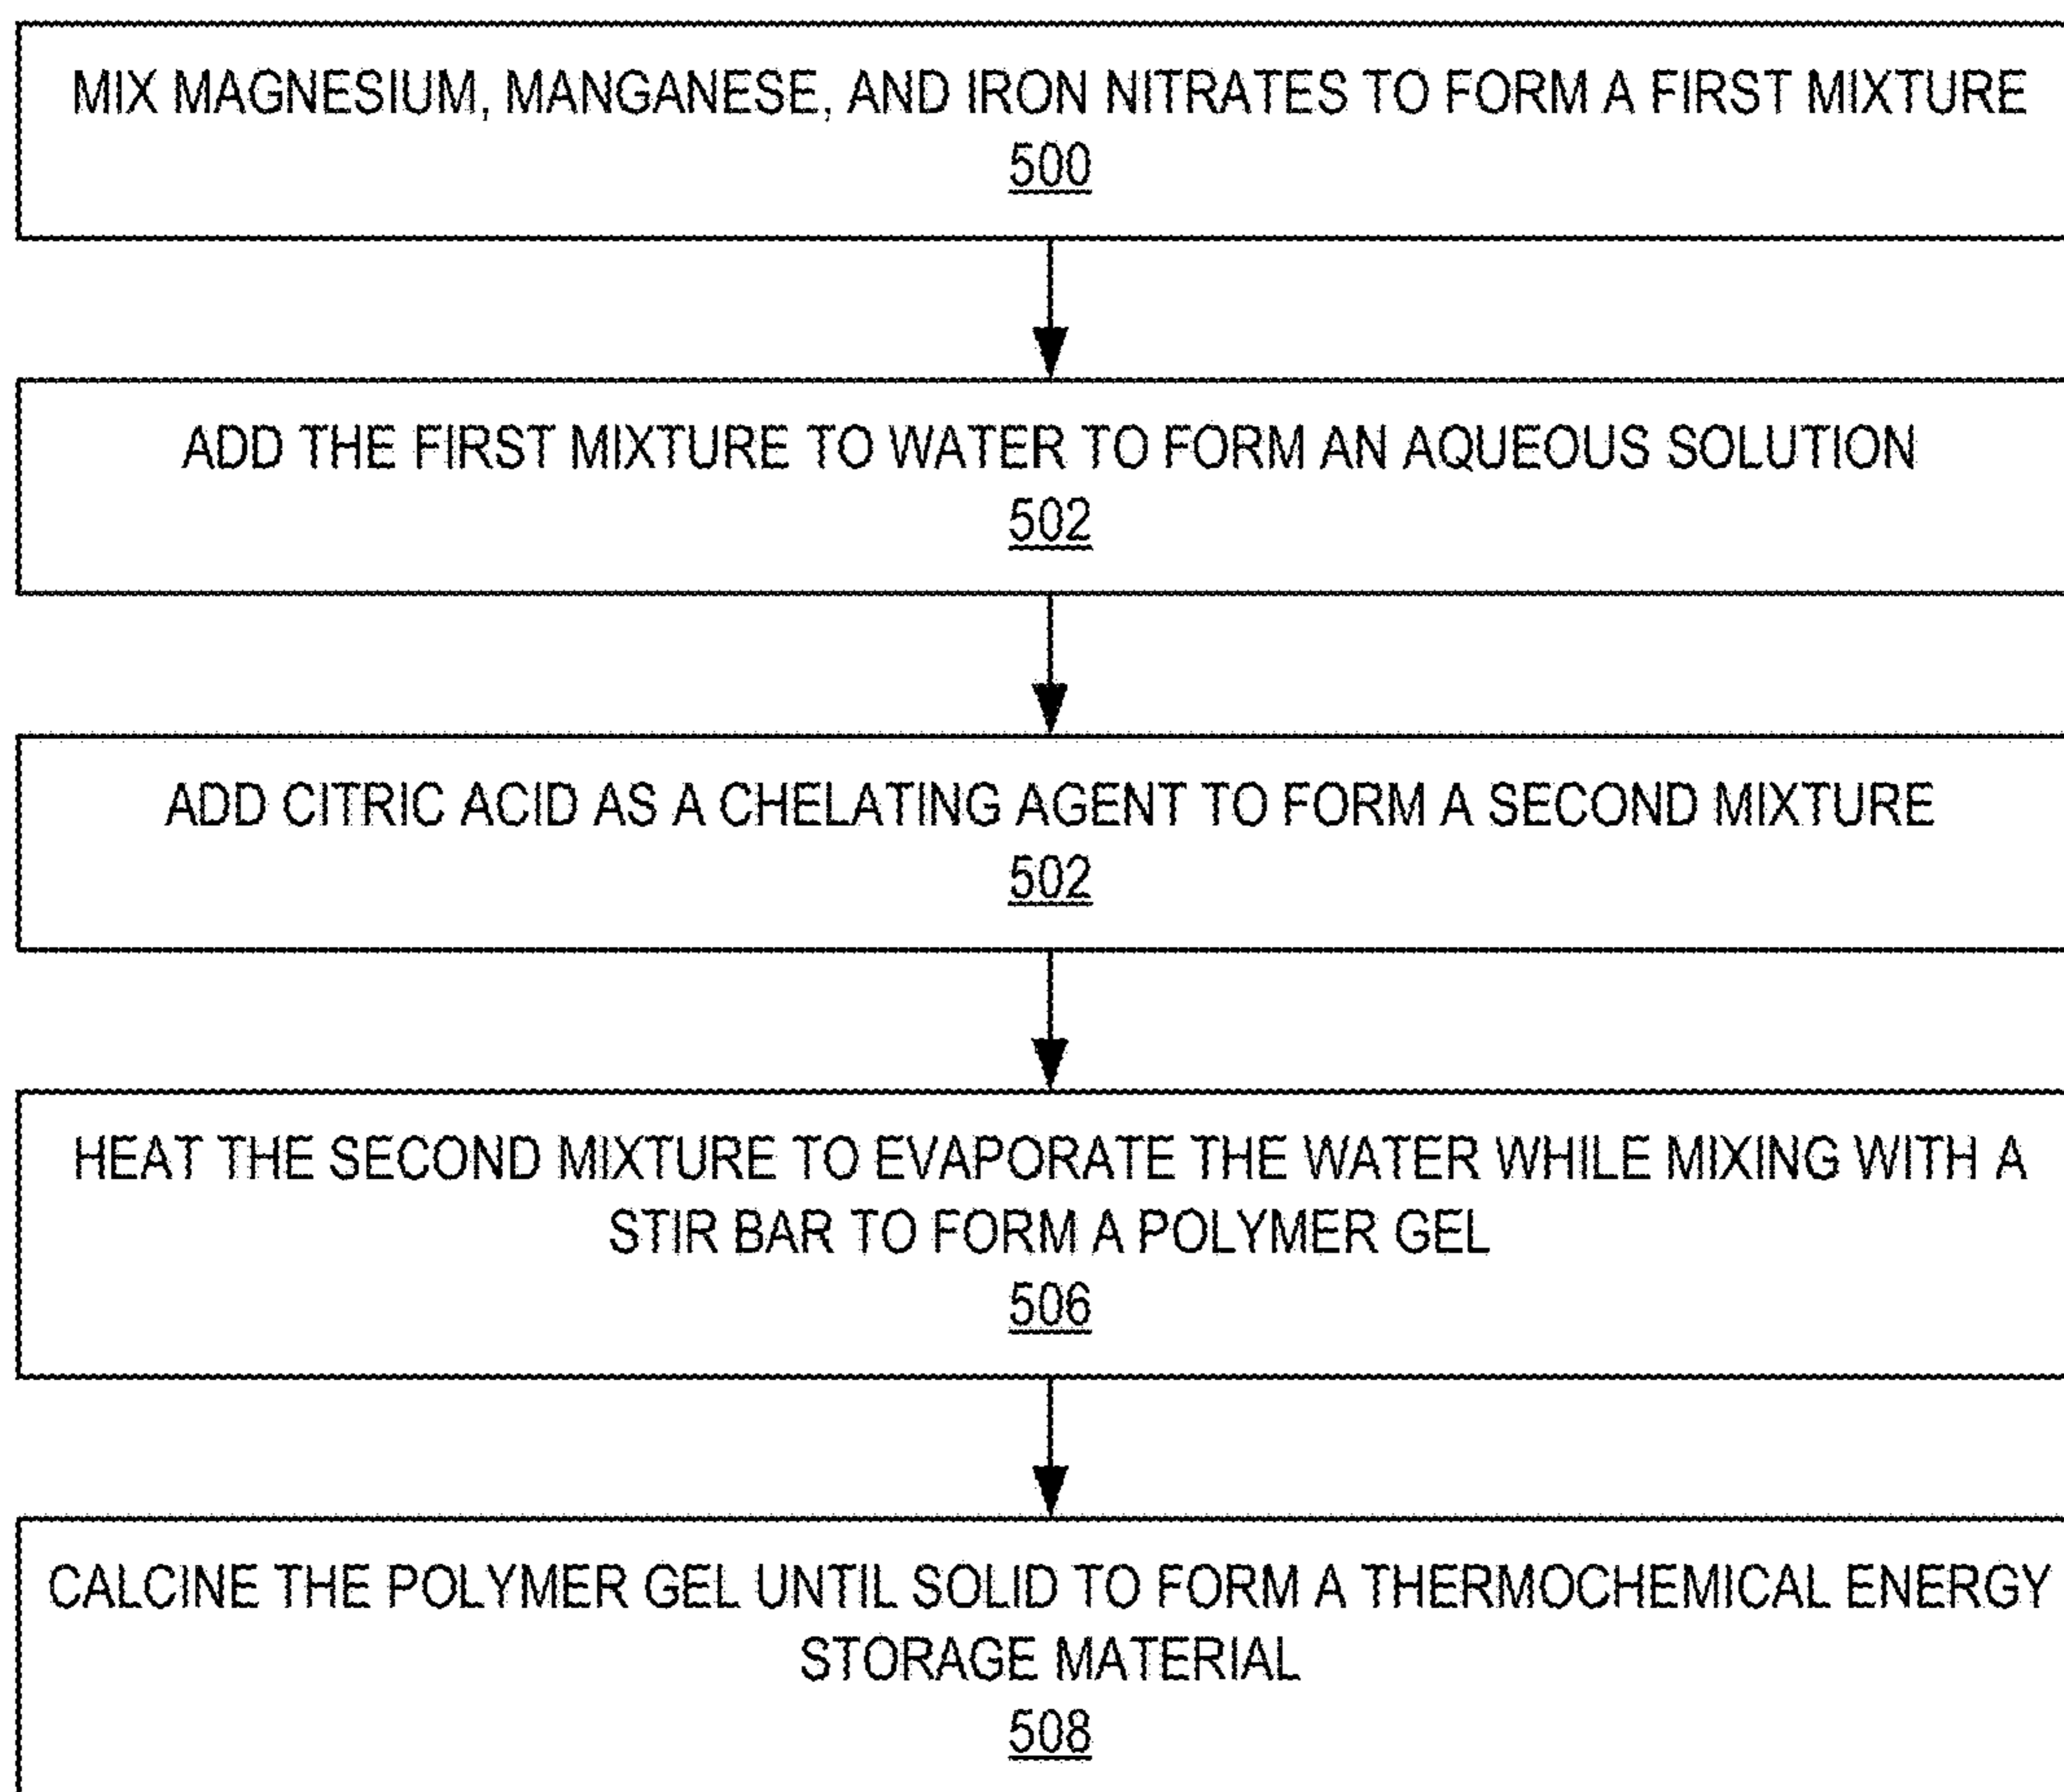 MIX MAGNESIUM, MANGANESE, AND IRON NITRATES TO FORM A FIRST MIXTURE
500
ADD THE FIRST MIXTURE TO WATER TO FORM AN AQUEOUS SOLUTION
502
ADD CITRIC ACID AS A CHELATING AGENT TO FORM A SECOND MIXTURE
502
HEAT THE SECOND MIXTURE TO EVAPORATE THE WATER WHILE MIXING WITH A
STIR BAR TO FORM A POLYMER GEL
506
CALCINE THE POLYMER GEL UNTIL SOLID TO FORM A THERMOCHEMICAL ENERGY
STORAGE MATERIAL
508